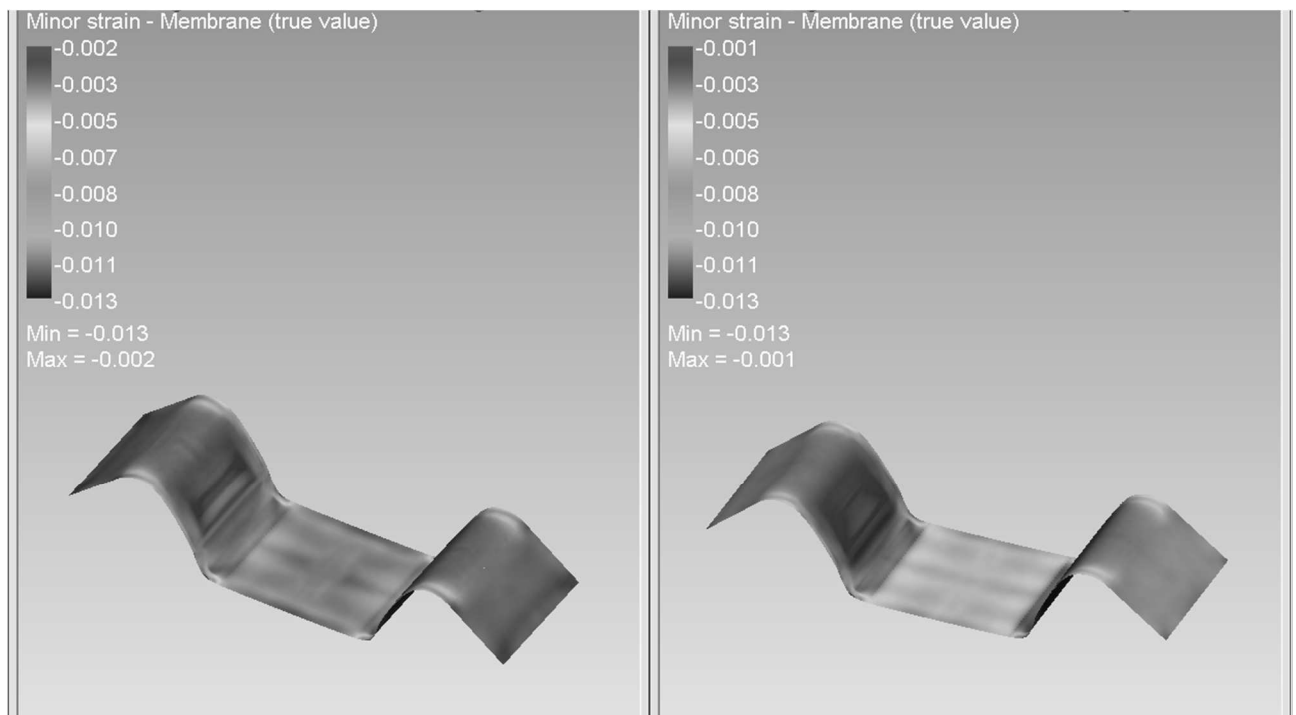 Minor strain - Membrane (true value)
-0.002
-0.003
-0.005
-0.007
-0.008
-0.010
-0.011
-0.013
Min = -0.013
Max = -0.002
Minor strain - Membrane (true value)
-0.001
-0.003
-0.005
-0.006
-0.008
-0.010
-0.011
-0.013
Min = -0.013
Max = -0.001